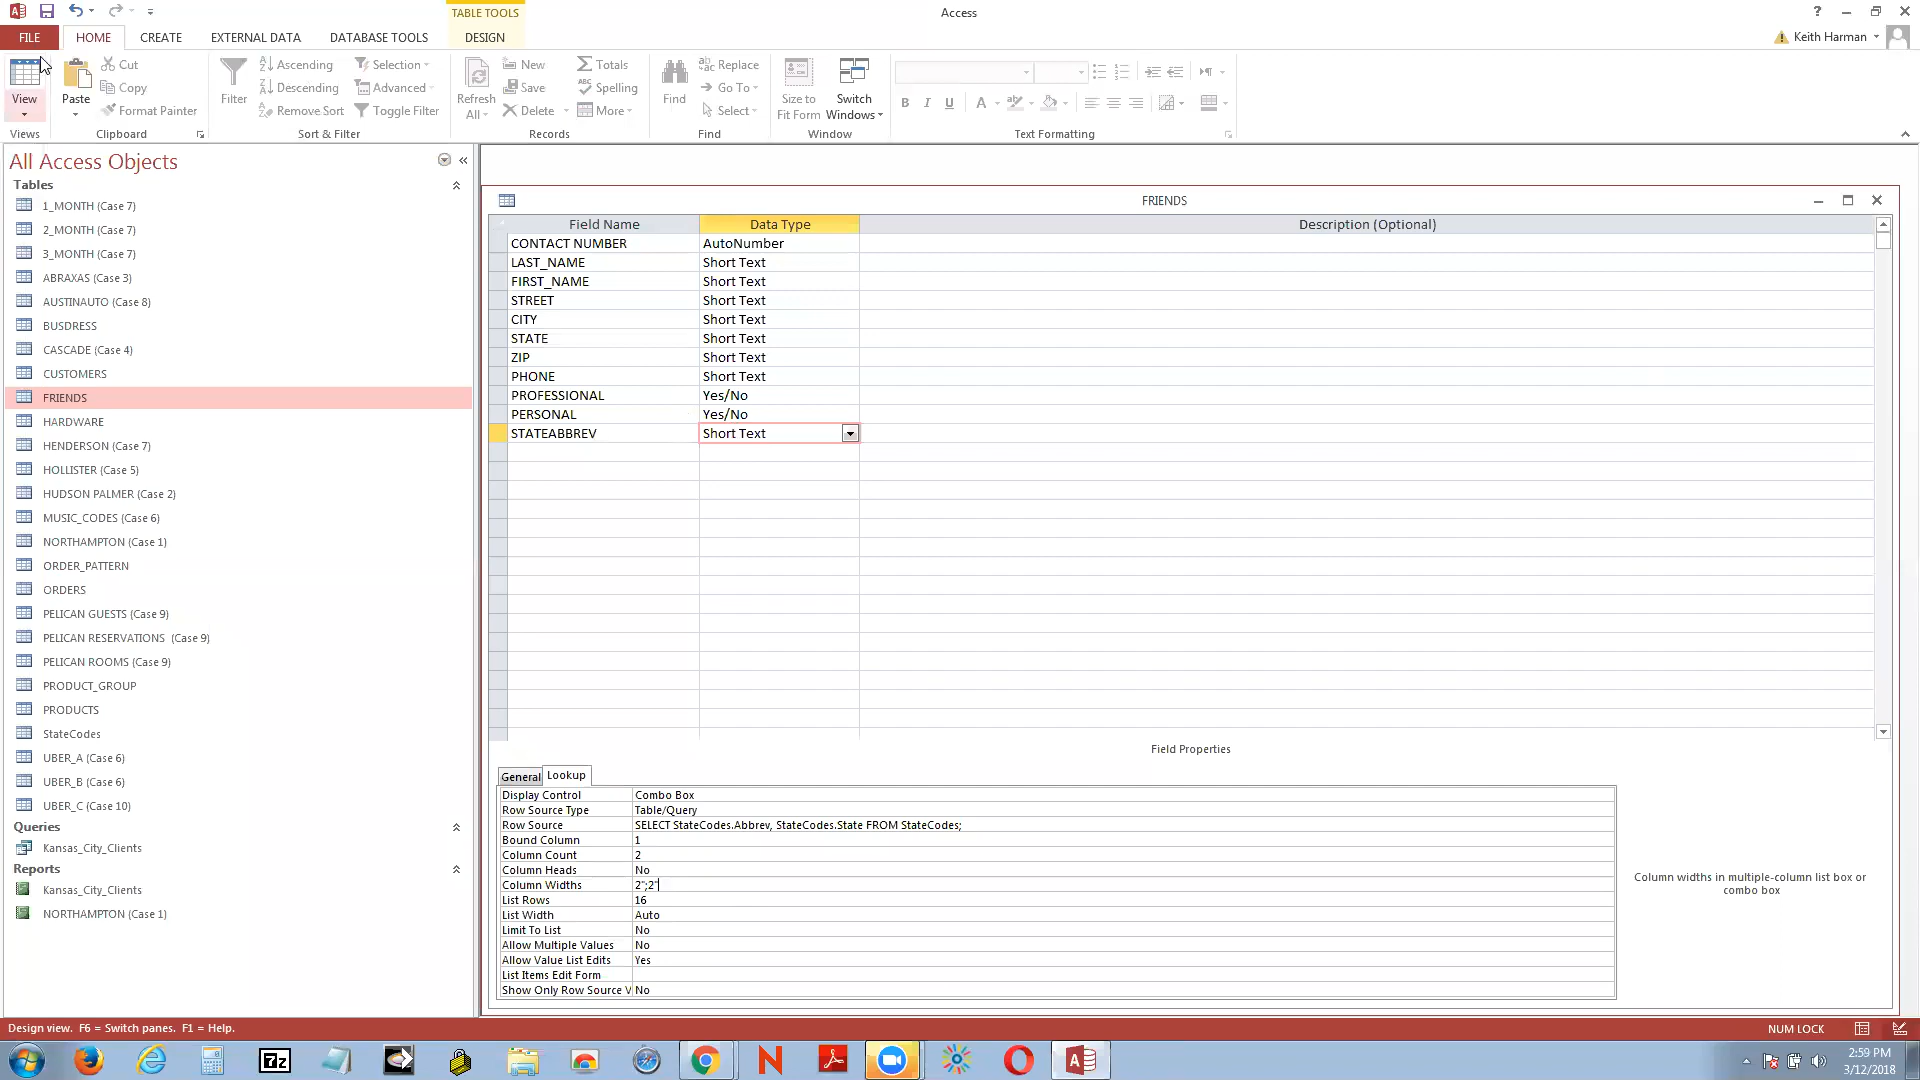 TABLE TOOLS
Access
?
FILE
HOME
CREATE
EXTERNAL DATA
DATABASE TOOLS
DESIGN
Keith Harman
View
Paste
Cut
Copy
Format Painter
Filter
Ascending
Descending
Remove Sort
Selection
Advanced
Toggle Filter
Refresh All
New
Save
Delete
Totals
Spelling
More
Find
Replace
Go To
Select
Size to Fit Form
Switch Windows
B I U A
Views
Clipboard
Sort & Filter
Records
Find
Window
Text Formatting
All Access Objects
Tables
1_MONTH (Case 7)
2_MONTH (Case 7)
3_MONTH (Case 7)
ABRAXAS (Case 3)
AUSTINAUTO (Case 8)
BUSDRESS
CASCADE (Case 4)
CUSTOMERS
FRIENDS
HARDWARE
HENDERSON (Case 7)
HOLLISTER (Case 5)
HUDSON PALMER (Case 2)
MUSIC_CODES (Case 6)
NORTHAMPTON (Case 1)
ORDER_PATTERN
ORDERS
PELICAN GUESTS (Case 9)
PELICAN RESERVATIONS (Case 9)
PELICAN ROOMS (Case 9)
PRODUCT_GROUP
PRODUCTS
StateCodes
UBER_A (Case 6)
UBER_B (Case 6)
UBER_C (Case 10)
Queries
Kansas_City_Clients
Reports
Kansas_City_Clients
NORTHAMPTON (Case 1)
FRIENDS
Field Name Data Type Description (Optional)
CONTACT NUMBER AutoNumber
LAST_NAME Short Text
FIRST_NAME Short Text
STREET Short Text
CITY Short Text
STATE Short Text
ZIP Short Text
PHONE Short Text
PROFESSIONAL Yes/No
PERSONAL Yes/No
STATEABBREV Short Text
Field Properties
General Lookup
Display Control Combo Box
Row Source Type Table/Query
Row Source SELECT StateCodes.Abbrev, StateCodes.State FROM StateCodes;
Bound Column 1
Column Count 2
Column Heads No
Column Widths 2";2"
List Rows 16
List Width Auto
Limit To List No
Allow Multiple Values No
Allow Value List Edits Yes
List Items Edit Form
Show Only Row Source V No
Column widths in multiple-column list box or
combo box
Design view. F6 = Switch panes. F1 = Help.
NUM LOCK
7z
2:59 PM
3/12/2018